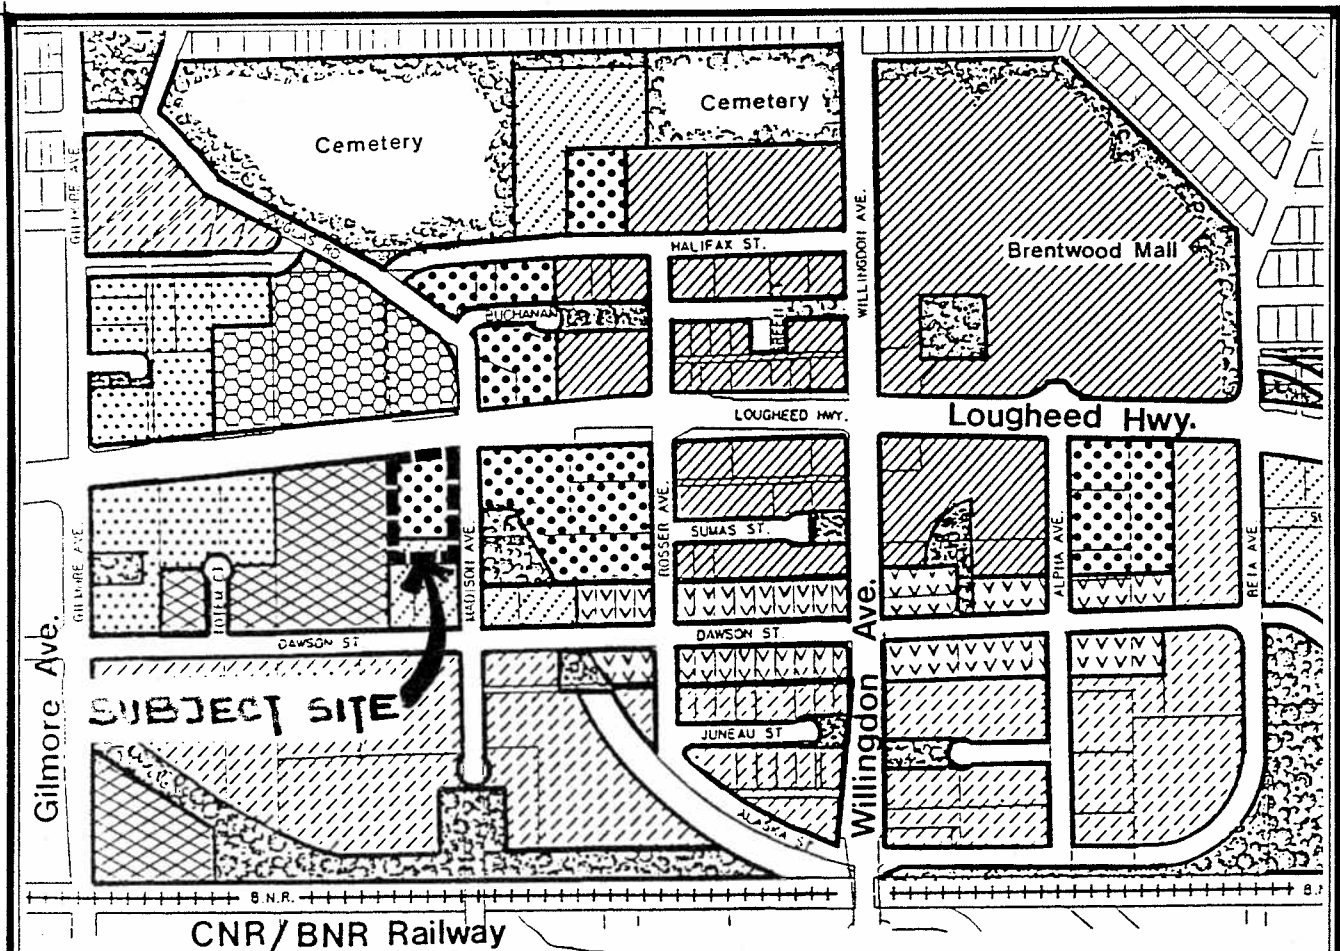 Cemetery
Cemetery
GILMORE AVE.
WILLINGDON AVE.
HALIFAX ST.
Brentwood Mall
BUCHANAN
LOUGHEED HWY.
Lougheed Hwy.
GILMORE AVE.
MADISON AVE.
ROSSER AVE.
SUMAS ST.
ALPHA AVE
BETA AVE
DAWSON ST
DAWSON ST.
Gilmore Ave.
Willingdon Ave.
SUBJECT SITE
JUNEAU ST
ALASKA ST.
B.N.R.
CNR/BNR Railway